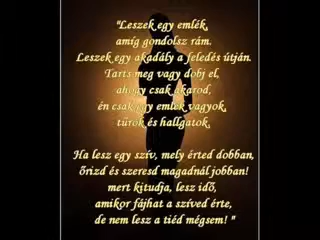 "Leszek egy emlék,
amíg gondolsz rám.
Leszek egy akadály a feledés útján.
Tarts meg vagy dobj el,
ahogy csak akarod,
én csak egy emlék vagyok,
tűrök és hallgatok.
Ha lesz egy szív, mely érted dobban,
őrizd és szeresd magadnál jobban!
mert kitudja, lesz idő,
amikor fájhat a szíved érte,
de nem lesz a tiéd mégsem! "